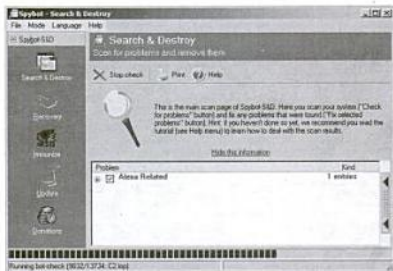 Spybot - Search & Destroy
File Mode Language Help
Spybot-S&D
Search & Destroy
Scan for problems and remove them
Stop check Print Help
Search & Destroy
This is the main scan page of Spybot-S&D. Here you scan your system ("Check
for problems" button) and fix any problems that were found ("Fix selected
problems" button). Hint: if you haven't done so yet, we recommend you read the
tutorial (see Help menu) to learn how to deal with the scan results.
Recovery
Immunize
Hide this information
Problem Kind
Alexa Related 1 entries
Update
Donations
Running bot-check (9832/13734: C2.lop)